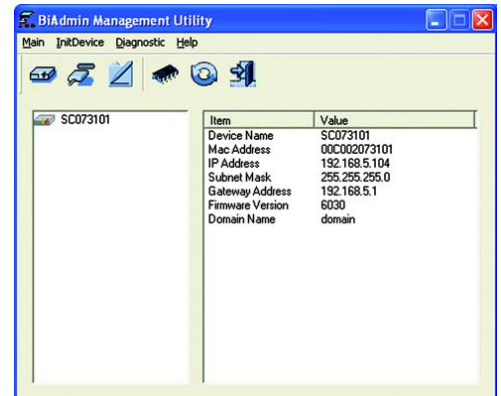 BiAdmin Management Utility
Main InitDevice Diagnostic Help
SC073101
Item Value
Device Name SC073101
Mac Address 00C002073101
IP Address 192.168.5.104
Subnet Mask 255.255.255.0
Gateway Address 192.168.5.1
Firmware Version 6030
Domain Name domain